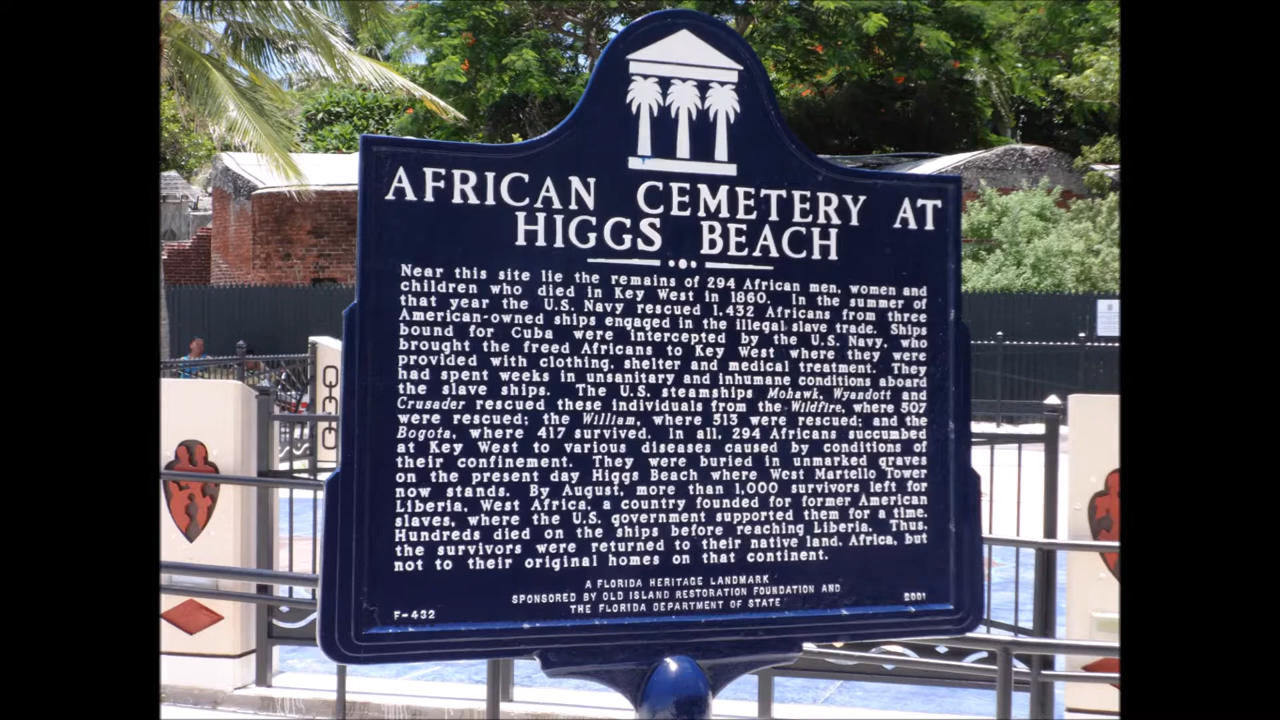 AFRICAN CEMETERY AT
HIGGS BEACH
Near this site lie the remains of 294 African men, women and
children who died in Key West in 1860. In the summer of
that year the U.S. Navy rescued 1,432 Africans from three
American-owned ships engaged in the illegal slave trade. Ships
bound for Cuba were intercepted by the U.S. Navy, who
brought the freed Africans to Key West where they were
provided with clothing, shelter and medical treatment. They
had spent weeks in unsanitary and inhumane conditions aboard
the slave ships. The U.S. steamships Mohawk, Wyandott and
Crusader rescued these individuals from the Wildfire, where 507
were rescued; the William, where 513 were rescued; and the
Bogota, where 417 survived. In all, 294 Africans succumbed
at Key West to various diseases caused by conditions of
their confinement. They were buried in unmarked graves
on the present day Higgs Beach where West Martello Tower
now stands. By August, more than 1,000 survivors left for
Liberia, West Africa, a country founded for former American
slaves, where the U.S. government supported them for a time.
Hundreds died on the ships before reaching Liberia. Thus,
the survivors were returned to their native land, Africa, but
not to their original homes on that continent.
A FLORIDA HERITAGE LANDMARK
SPONSORED BY OLD ISLAND RESTORATION FOUNDATION AND
THE FLORIDA DEPARTMENT OF STATE
F-432
2001